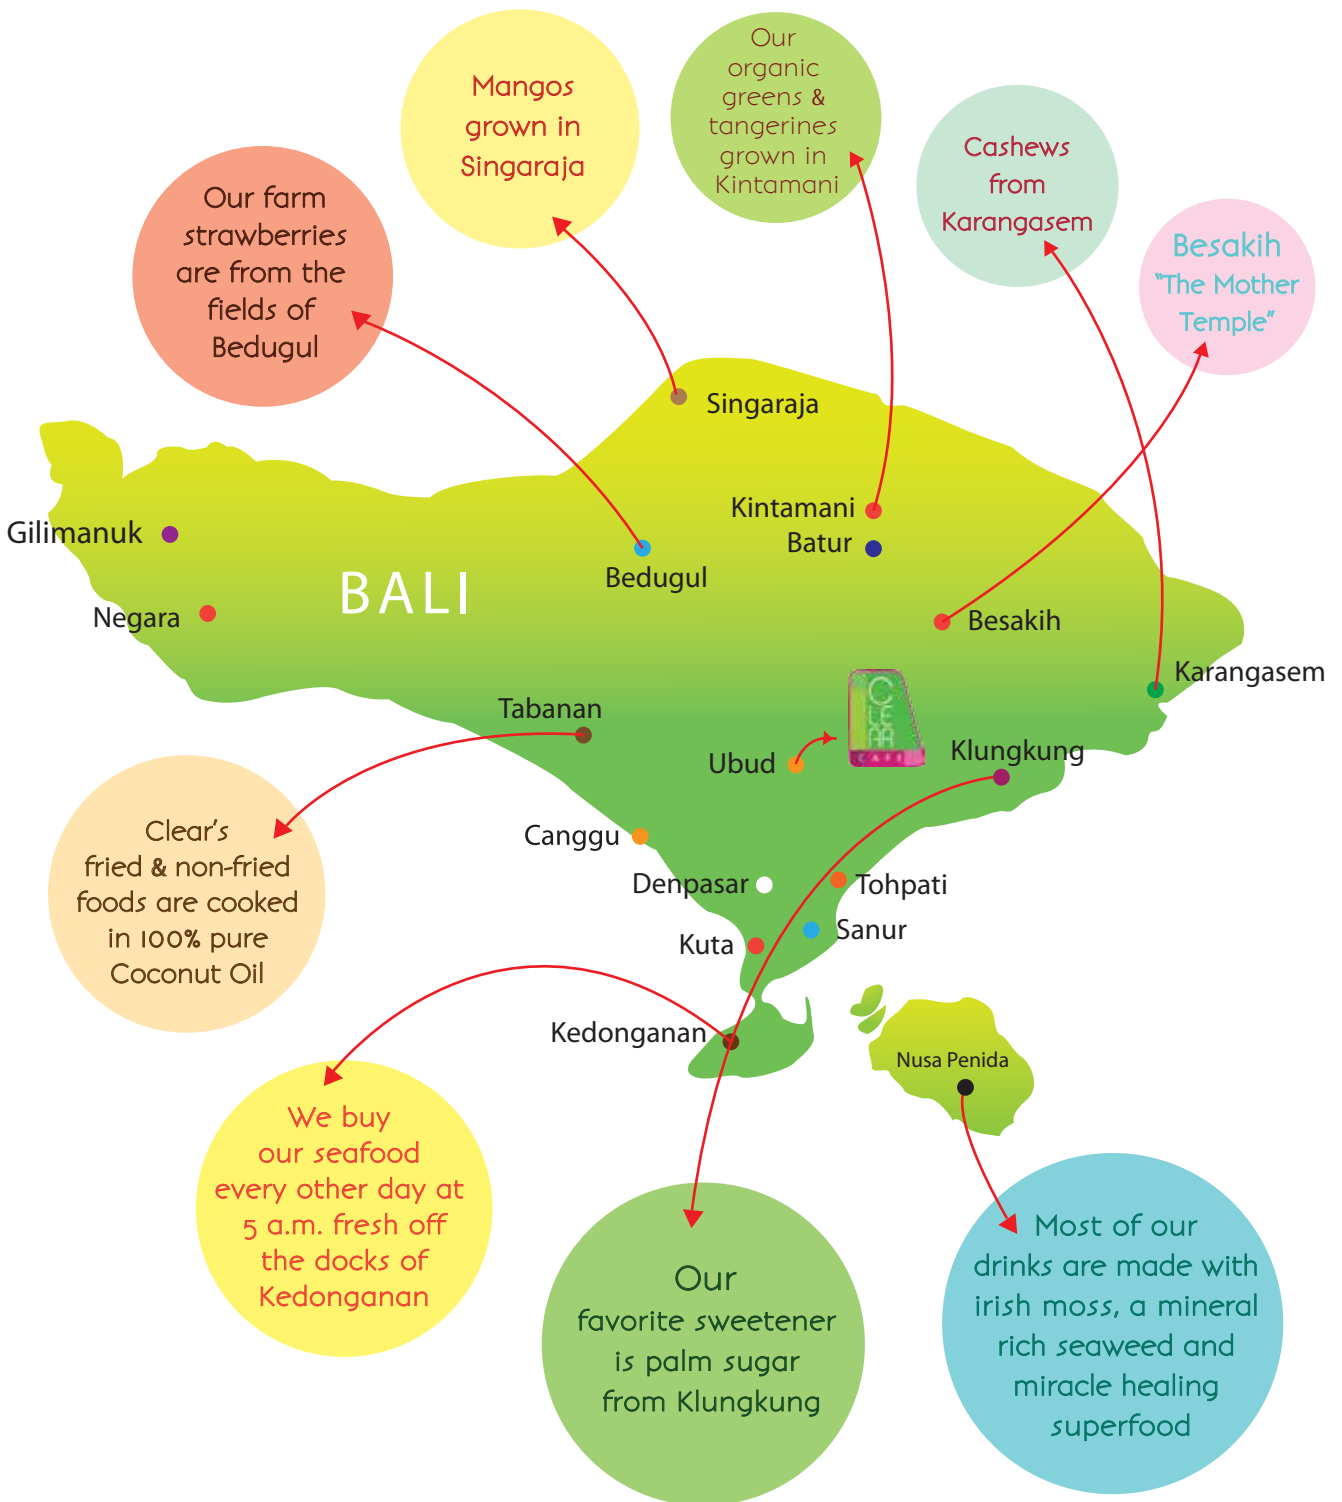 Our
organic
greens &
tangerines
grown in
Kintamani
Mangos
grown in
Singaraja
Cashews
from
Karangasem
Our farm
strawberries
are from the
fields of
Bedugul
Besakih
"The Mother
Temple"
Singaraja
Kintamani
Batur
Gilimanuk
Bedugul
BALI
Negara
Besakih
Karangasem
Tabanan
Ubud
CAFE
Klungkung
Canggu
Denpasar
Tohpati
Kuta
Sanur
Kedonganan
Nusa Penida
Clear's
fried & non-fried
foods are cooked
in 100% pure
Coconut Oil
We buy
our seafood
every other day at
5 a.m. fresh off
the docks of
Kedonganan
Our
favorite sweetener
is palm sugar
from Klungkung
Most of our
drinks are made with
irish moss, a mineral
rich seaweed and
miracle healing
superfood